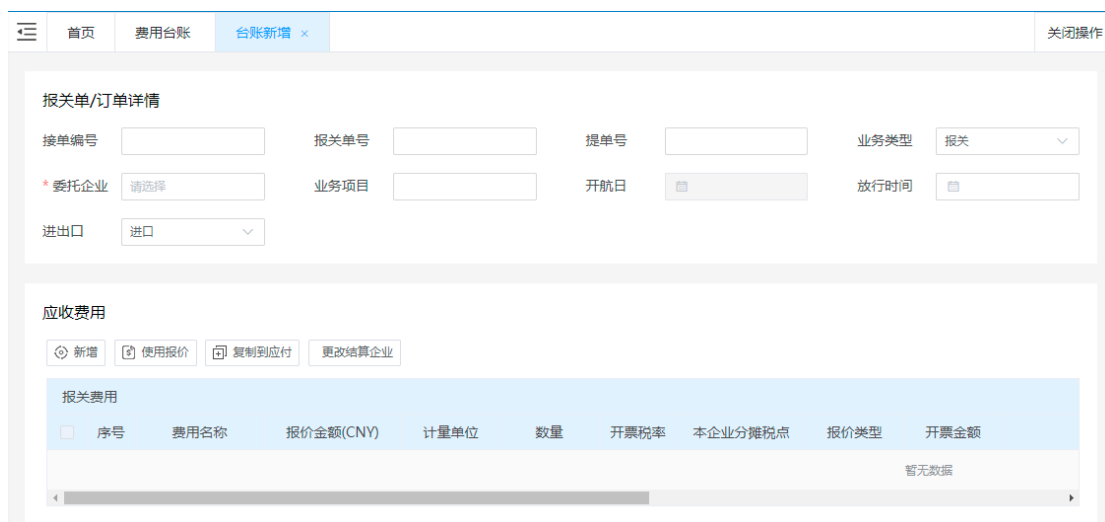 首页 费用台账 台账新增 × 关闭操作
报关单/订单详情
接单编号 报关单号 提单号 业务类型 报关
* 委托企业 请选择 业务项目 开航日 放行时间
进出口 进口
应收费用
新增 使用报价 复制到应付 更改结算企业
报关费用
序号 费用名称 报价金额(CNY) 计量单位 数量 开票税率 本企业分摊税点 报价类型 开票金额
暂无数据